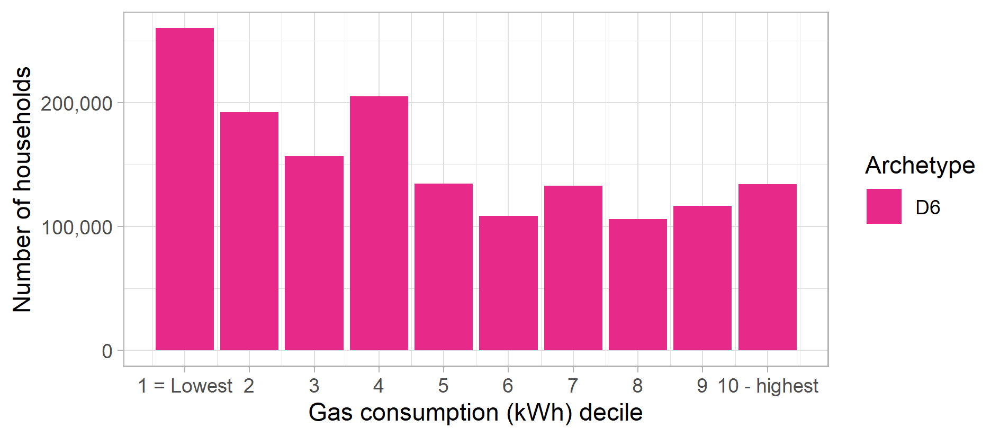 Number of households
200,000
100,000
0
1 = Lowest 2 3 4 5 6 7 8 9 10 - highest
Gas consumption (kWh) decile
Archetype
D6